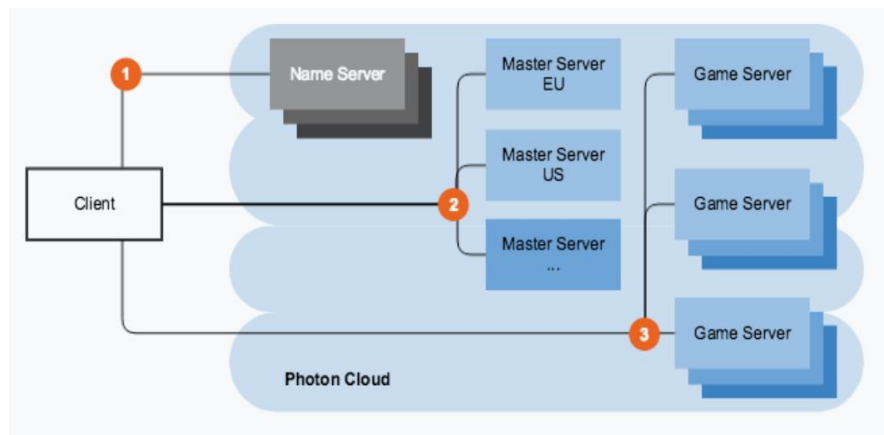 1
Name Server
Master Server
EU
Game Server
Master Server
US
Client
2
Game Server
Master Server
...
3
Game Server
Photon Cloud